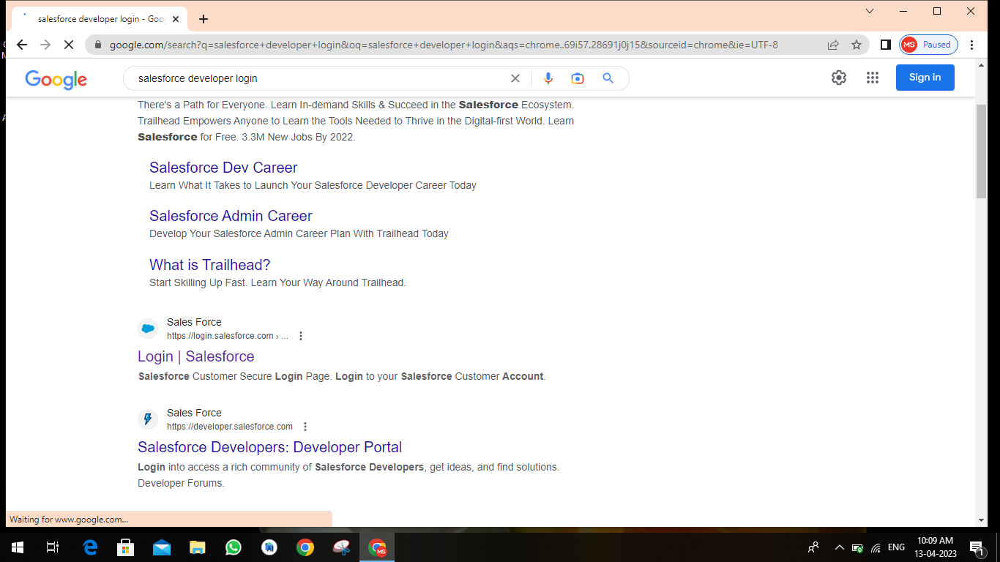 salesforce developer login - Goo
google.com/search?q=salesforce+developer+login&oq=salesforce+developer+login&aqs=chrome..69i57.28691j0j15&sourceid=chrome&ie=UTF-8
MS
Paused
Google
salesforce developer login
Sign in
There's a Path for Everyone. Learn In-demand Skills & Succeed in the Salesforce Ecosystem.
Trailhead Empowers Anyone to Learn the Tools Needed to Thrive in the Digital-first World. Learn
Salesforce for Free. 3.3M New Jobs By 2022.
Salesforce Dev Career
Learn What It Takes to Launch Your Salesforce Developer Career Today
Salesforce Admin Career
Develop Your Salesforce Admin Career Plan With Trailhead Today
What is Trailhead?
Start Skilling Up Fast. Learn Your Way Around Trailhead.
Sales Force
https://login.salesforce.com › ...
Login | Salesforce
Salesforce Customer Secure Login Page. Login to your Salesforce Customer Account.
Sales Force
https://developer.salesforce.com
Salesforce Developers: Developer Portal
Login into access a rich community of Salesforce Developers, get ideas, and find solutions.
Developer Forums.
Waiting for www.google.com...
MS
ENG
10:09 AM
13-04-2023
1